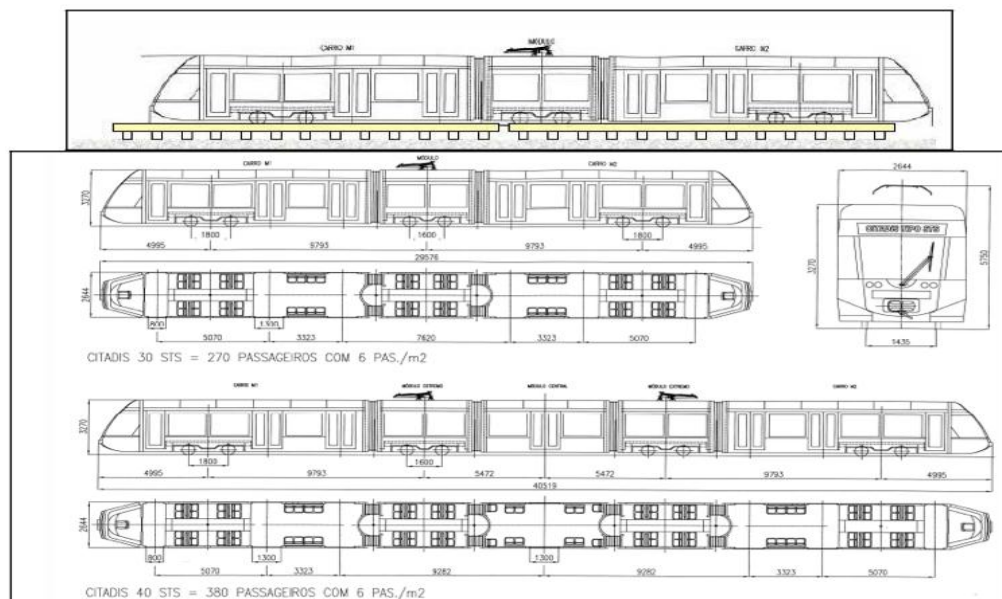 CARRO M1 MÓDULO CARRO M2
CARRO M1 MÓDULO CARRO M2
3270
1800 1600 1800
4995 9793 9793 4995
29576
2644
800 1300
5070 3323 7620 3323 5070
CITADIS 30 STS = 270 PASSAGEIROS COM 6 PAS./m2
2644
3270 5750
1435
CARRO M1 MÓDULO EXTREMO MÓDULO CENTRAL MÓDULO EXTREMO CARRO M2
3270
1800 1600
4995 9793 5472 5472 9793 4995
40519
2644
800 1300 1300
5070 3323 9282 9282 3323 5070
CITADIS 40 STS = 380 PASSAGEIROS COM 6 PAS./m2